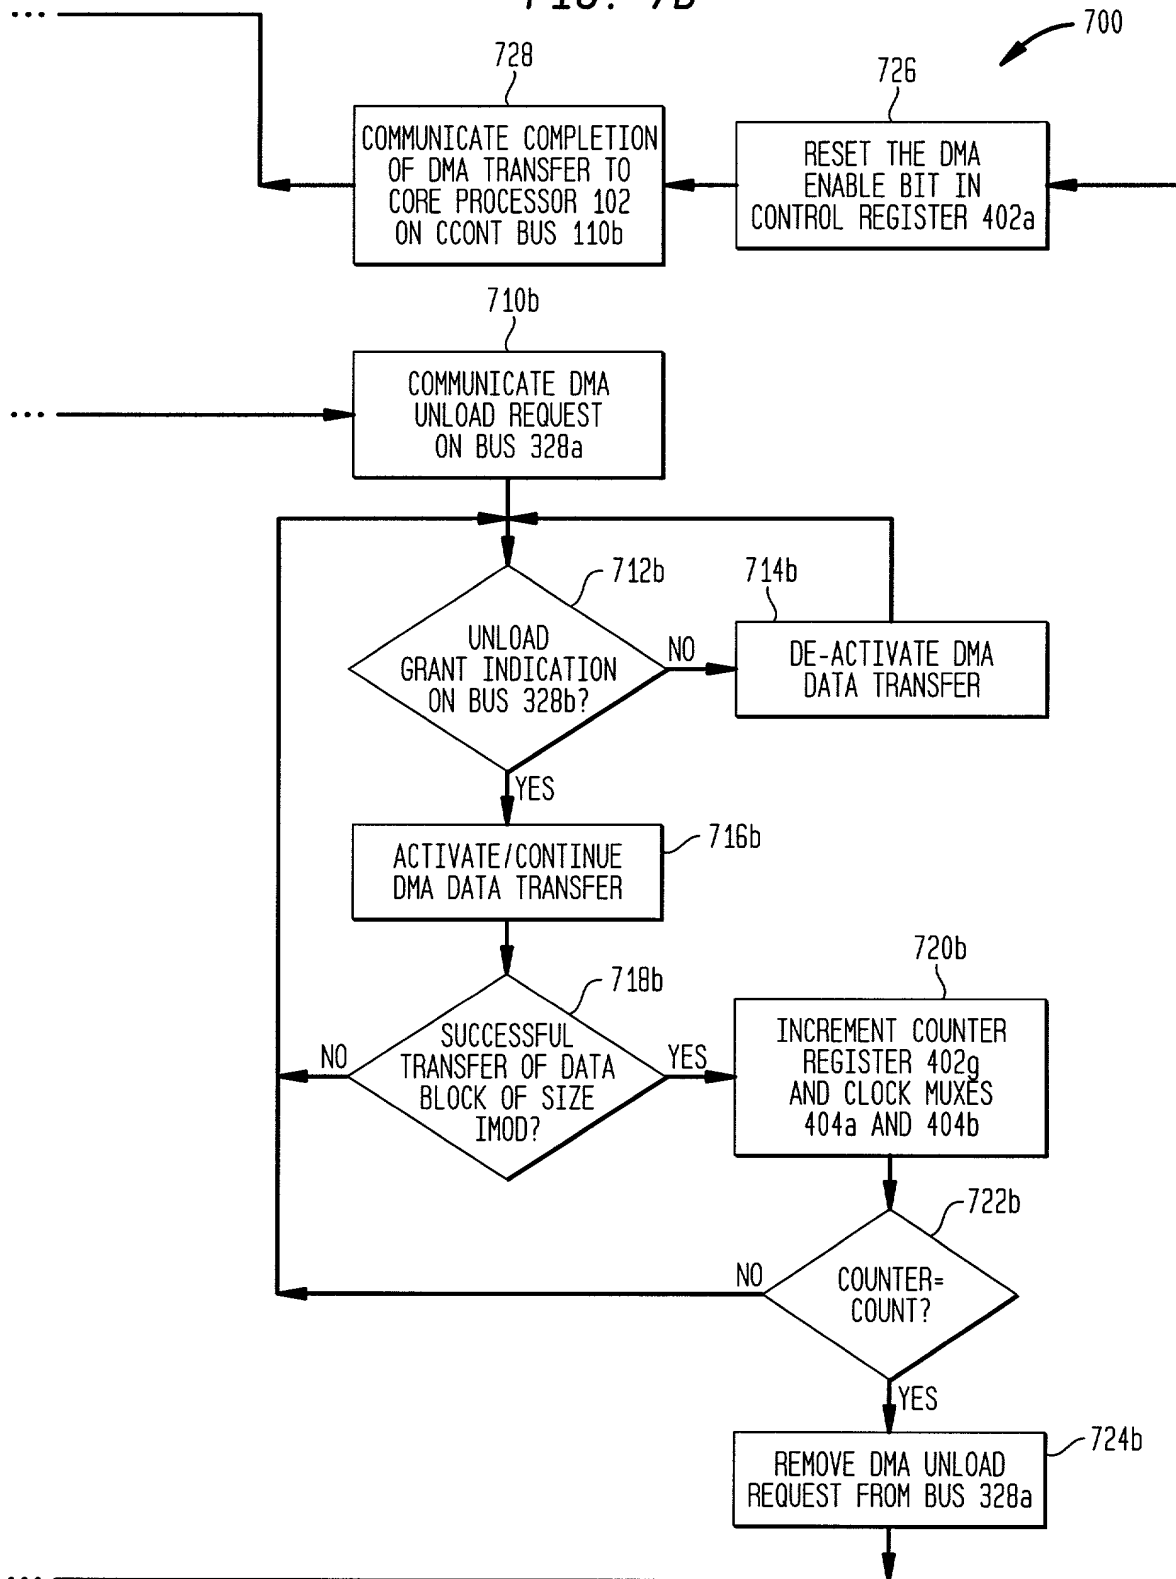 FIG. 7B
...
700
728
726
COMMUNICATE COMPLETION
OF DMA TRANSFER TO
CORE PROCESSOR 102
ON CCONT BUS 110b
RESET THE DMA
ENABLE BIT IN
CONTROL REGISTER 402a
710b
...
COMMUNICATE DMA
UNLOAD REQUEST
ON BUS 328a
712b
UNLOAD
GRANT INDICATION
ON BUS 328b?
NO
714b
DE-ACTIVATE DMA
DATA TRANSFER
YES
716b
ACTIVATE/CONTINUE
DMA DATA TRANSFER
718b
SUCCESSFUL
TRANSFER OF DATA
BLOCK OF SIZE
IMOD?
NO
YES
720b
INCREMENT COUNTER
REGISTER 402g
AND CLOCK MUXES
404a AND 404b
722b
COUNTER=
COUNT?
NO
YES
724b
REMOVE DMA UNLOAD
REQUEST FROM BUS 328a
...